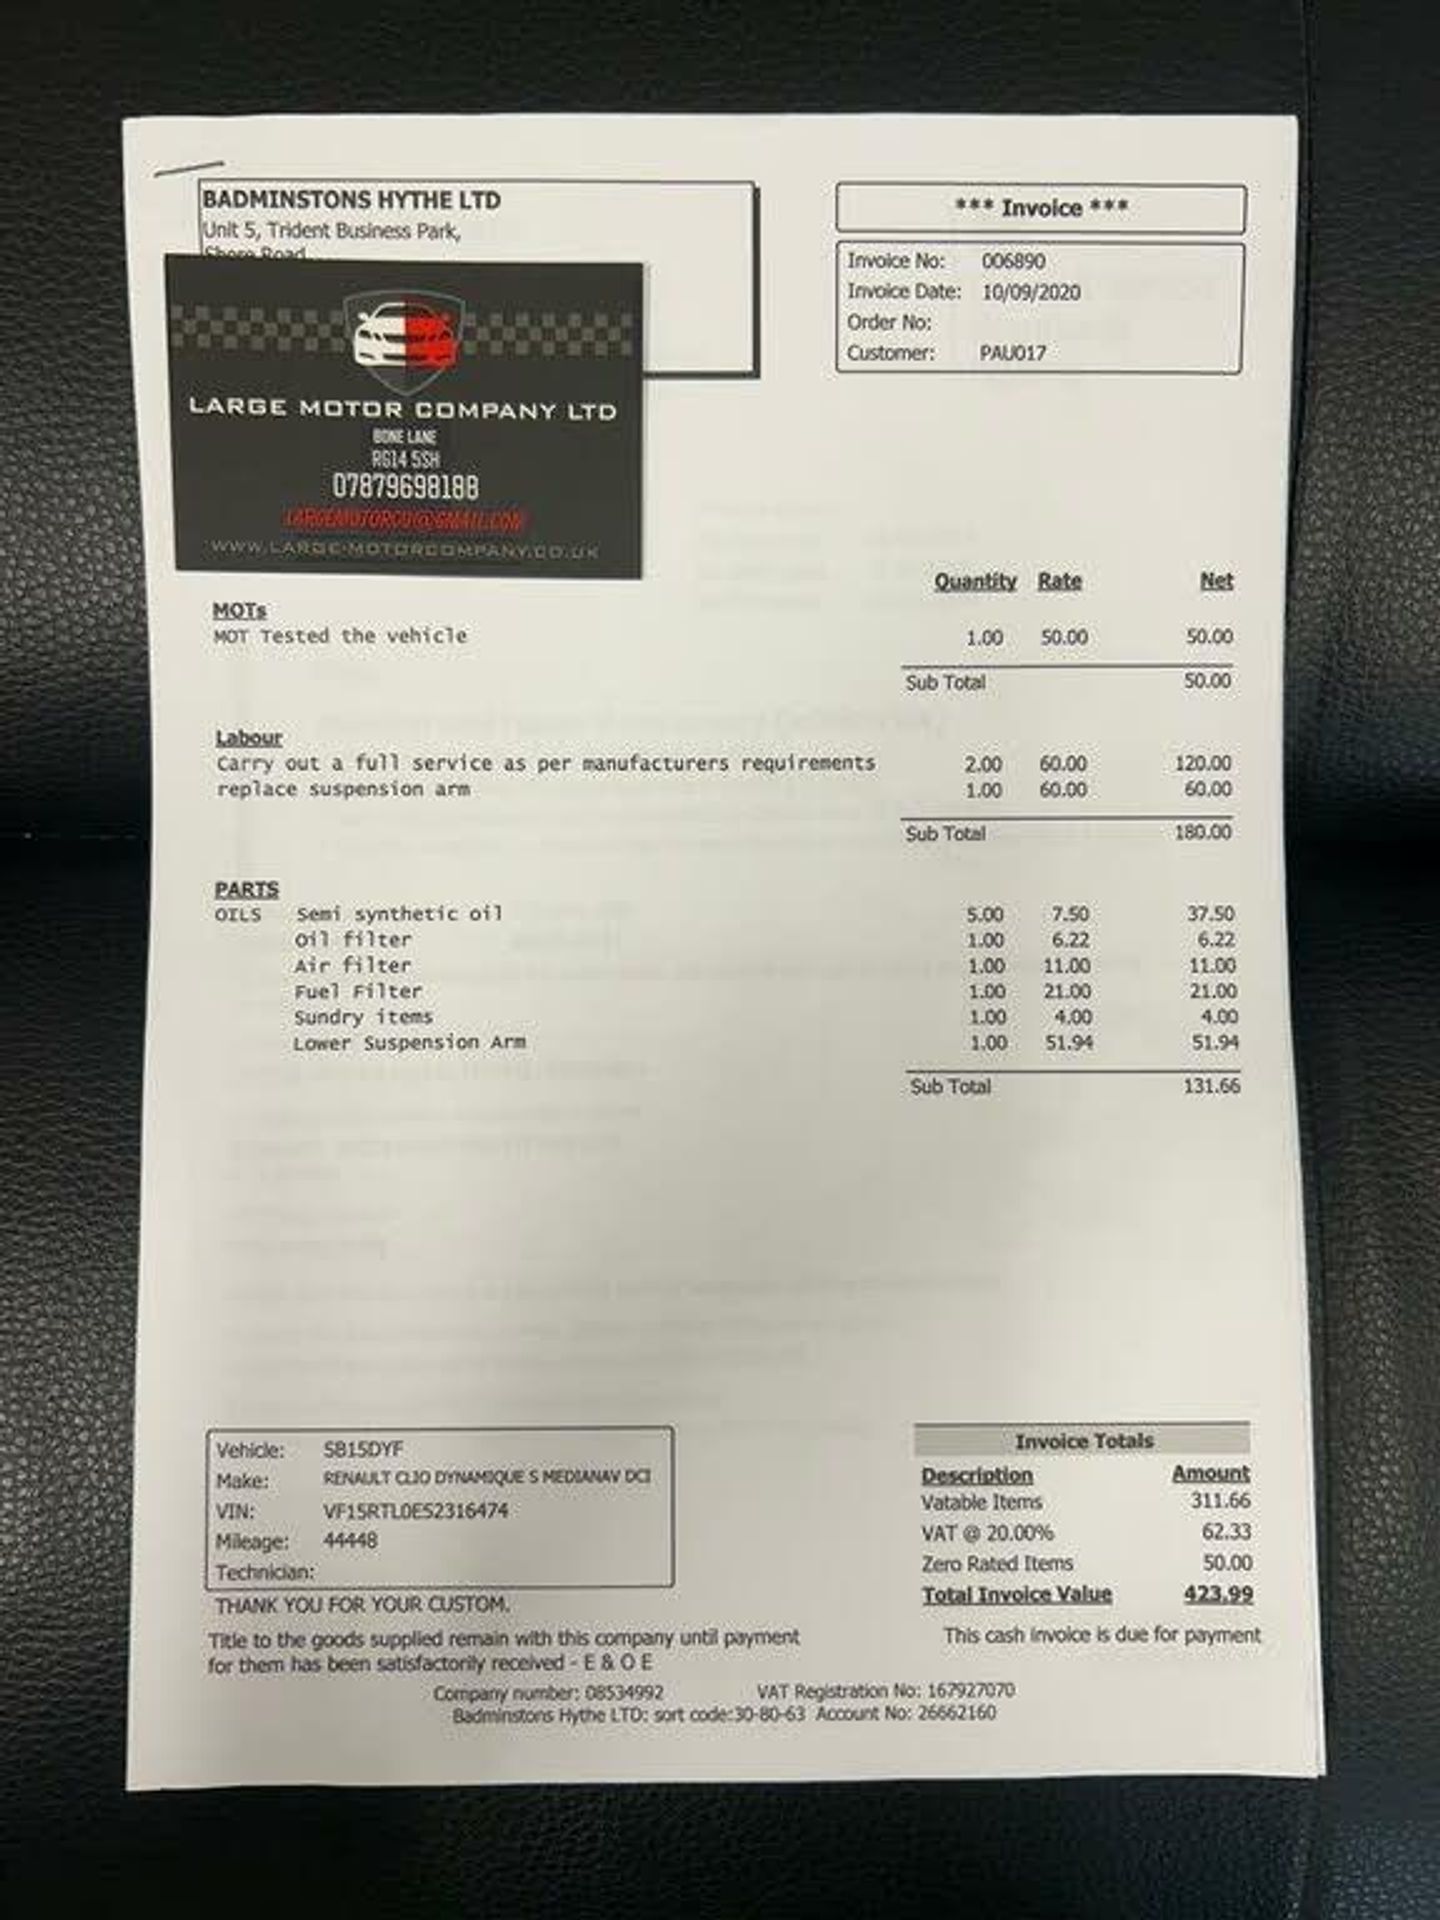 BADMINSTONS HYTHE LTD
Unit 5, Trident Business Park,
Shore Road
*** Invoice ***
Invoice No: 006890
Invoice Date: 10/09/2020
Order No:
Customer: PAU017
LARGE MOTOR COMPANY LTD
BONE LANE
RG14 5SH
07879698188
LARGEMOTORCO@GMAIL.COM
WWW.LARGE-MOTORCOMPANY.CO.UK
Quantity Rate Net
MOTs
MOT Tested the vehicle 1.00 50.00 50.00
Sub Total 50.00
Labour
Carry out a full service as per manufacturers requirements 2.00 60.00 120.00
replace suspension arm 1.00 60.00 60.00
Sub Total 180.00
PARTS
OILS Semi synthetic oil 5.00 7.50 37.50
Oil filter 1.00 6.22 6.22
Air filter 1.00 11.00 11.00
Fuel Filter 1.00 21.00 21.00
Sundry items 1.00 4.00 4.00
Lower Suspension Arm 1.00 51.94 51.94
Sub Total 131.66
Vehicle: SB15DYF
Make: RENAULT CLIO DYNAMIQUE S MEDIANAV DCI
VIN: VF15RTL0E52316474
Mileage: 44448
Technician:
Invoice Totals
Description Amount
Vatable Items 311.66
VAT @ 20.00% 62.33
Zero Rated Items 50.00
Total Invoice Value 423.99
THANK YOU FOR YOUR CUSTOM.
Title to the goods supplied remain with this company until payment
for them has been satisfactorily received - E & O E
This cash invoice is due for payment
Company number: 08534992 VAT Registration No: 167927070
Badminstons Hythe LTD: sort code:30-80-63 Account No: 26662160